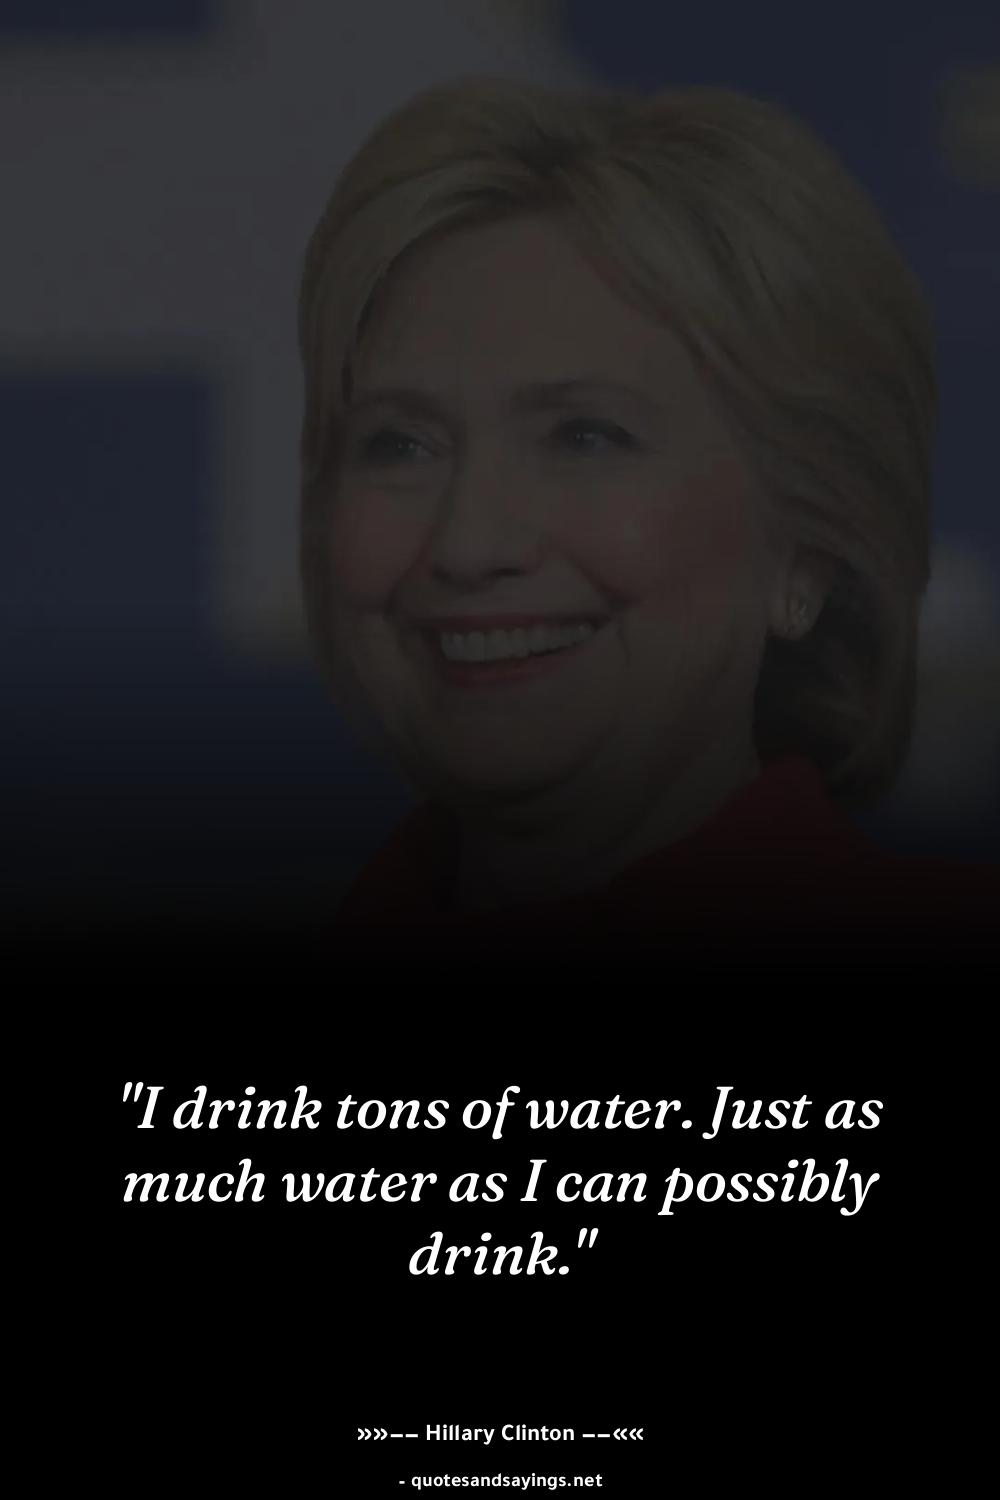 "I drink tons of water. Just as
much water as I can possibly
drink."
»»−− Hillary Clinton −−««
- quotesandsayings.net